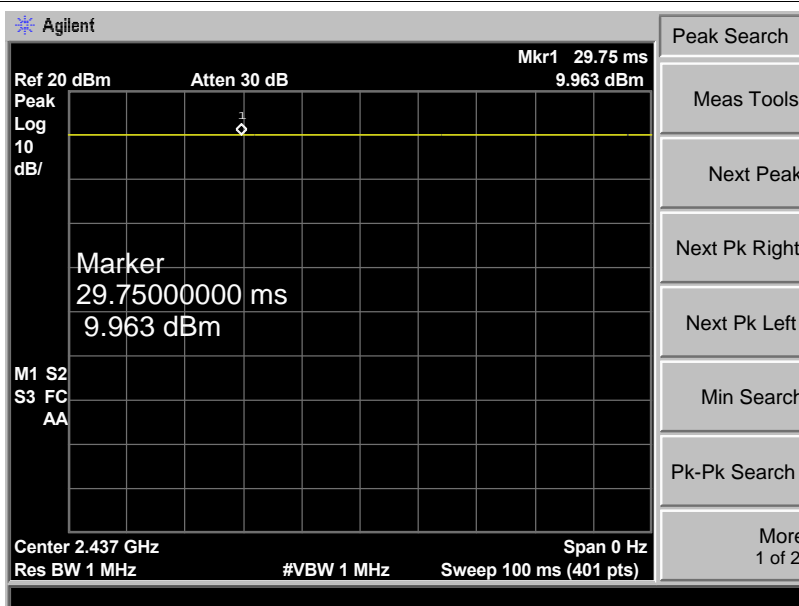 Agilent
Peak Search
Mkr1 29.75 ms
Ref 20 dBm Atten 30 dB 9.963 dBm
Peak
Log
10
dB/
1
Meas Tools
Next Peak
Next Pk Right
Marker
29.75000000 ms
9.963 dBm
Next Pk Left
M1 S2
S3 FC
AA
Min Search
Pk-Pk Search
Center 2.437 GHz Span 0 Hz
Res BW 1 MHz #VBW 1 MHz Sweep 100 ms (401 pts)
More
1 of 2